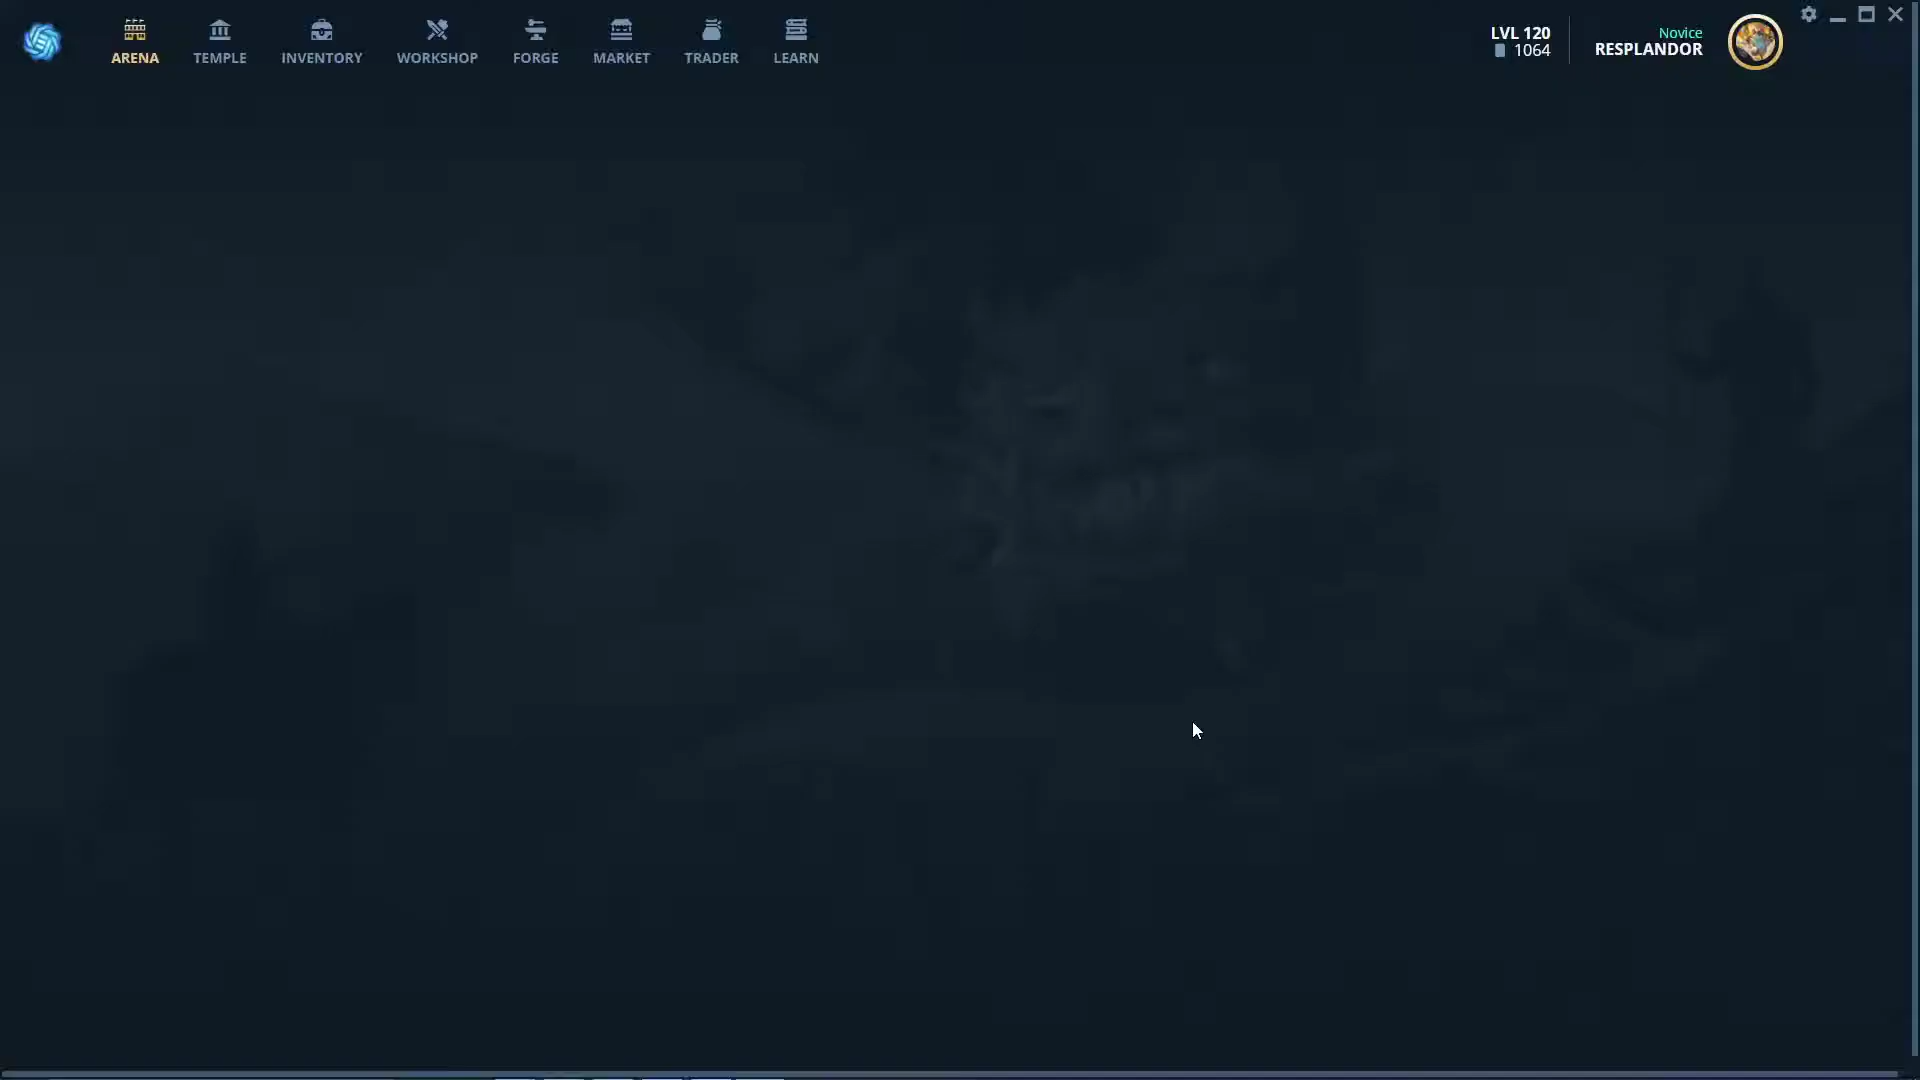 ARENA TEMPLE INVENTORY WORKSHOP FORGE MARKET TRADER LEARN
LVL 120
1064
Novice
RESPLANDOR